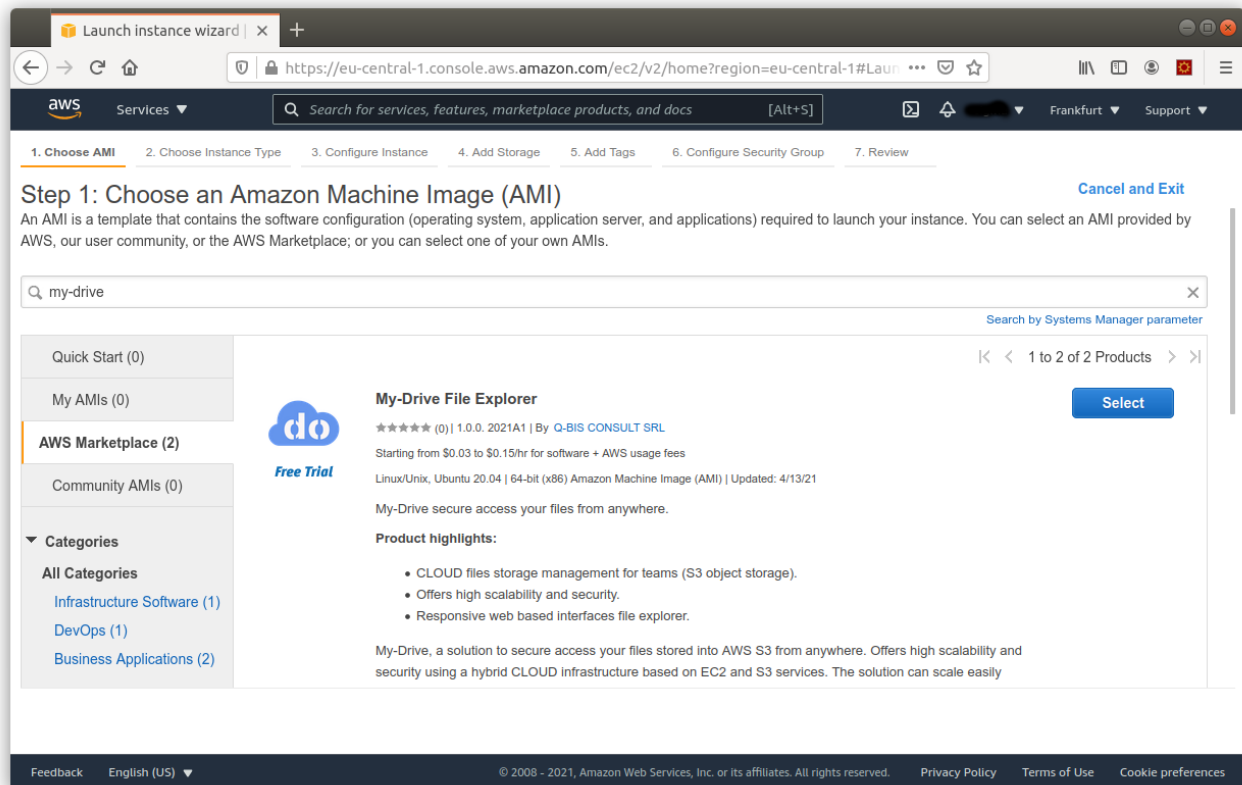 Launch instance wizard |
https://eu-central-1.console.aws.amazon.com/ec2/v2/home?region=eu-central-1#Laun
aws
Services
Search for services, features, marketplace products, and docs [Alt+S]
Frankfurt
Support
1. Choose AMI 2. Choose Instance Type 3. Configure Instance 4. Add Storage 5. Add Tags 6. Configure Security Group 7. Review
Step 1: Choose an Amazon Machine Image (AMI)
Cancel and Exit
An AMI is a template that contains the software configuration (operating system, application server, and applications) required to launch your instance. You can select an AMI provided by
AWS, our user community, or the AWS Marketplace; or you can select one of your own AMIs.
my-drive
Search by Systems Manager parameter
Quick Start (0)
My AMIs (0)
AWS Marketplace (2)
Community AMIs (0)
Categories
All Categories
Infrastructure Software (1)
DevOps (1)
Business Applications (2)
1 to 2 of 2 Products
do
Free Trial
My-Drive File Explorer
Select
(0) | 1.0.0. 2021A1 | By Q-BIS CONSULT SRL
Starting from $0.03 to $0.15/hr for software + AWS usage fees
Linux/Unix, Ubuntu 20.04 | 64-bit (x86) Amazon Machine Image (AMI) | Updated: 4/13/21
My-Drive secure access your files from anywhere.
Product highlights:
• CLOUD files storage management for teams (S3 object storage).
• Offers high scalability and security.
• Responsive web based interfaces file explorer.
My-Drive, a solution to secure access your files stored into AWS S3 from anywhere. Offers high scalability and
security using a hybrid CLOUD infrastructure based on EC2 and S3 services. The solution can scale easily
Feedback English (US) © 2008 - 2021, Amazon Web Services, Inc. or its affiliates. All rights reserved. Privacy Policy Terms of Use Cookie preferences